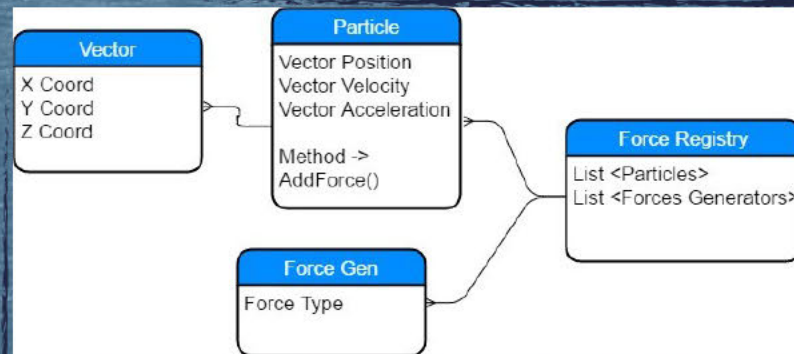 Vector
X Coord
Y Coord
Z Coord
Particle
Vector Position
Vector Velocity
Vector Acceleration
Method ->
AddForce()
Force Registry
List <Particles>
List <Forces Generators>
Force Gen
Force Type